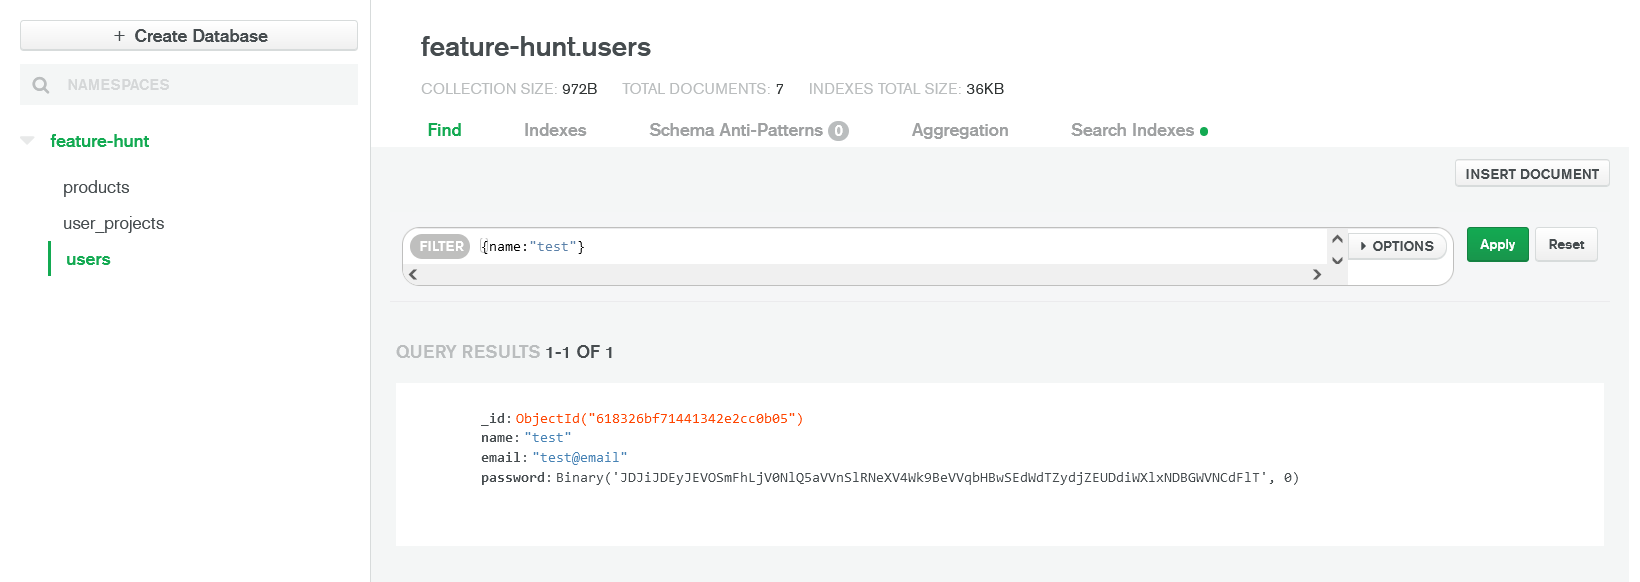 + Create Database
NAMESPACES
feature-hunt
products
user_projects
users
feature-hunt.users
COLLECTION SIZE: 972B TOTAL DOCUMENTS: 7 INDEXES TOTAL SIZE: 36KB
Find Indexes Schema Anti-Patterns 0 Aggregation Search Indexes
INSERT DOCUMENT
FILTER {name:"test"} OPTIONS Apply Reset
QUERY RESULTS 1-1 OF 1
_id: ObjectId("618326bf71441342e2cc0b05")
name: "test"
email: "test@email"
password: Binary('JDJiJDEyJEVOSmFhLjV0NlQ5aVVnSlRNeXV4Wk9BeVVqbHBwSEdWdTZydjZEUDdiWXlxNDBGWVNCdFlT', 0)